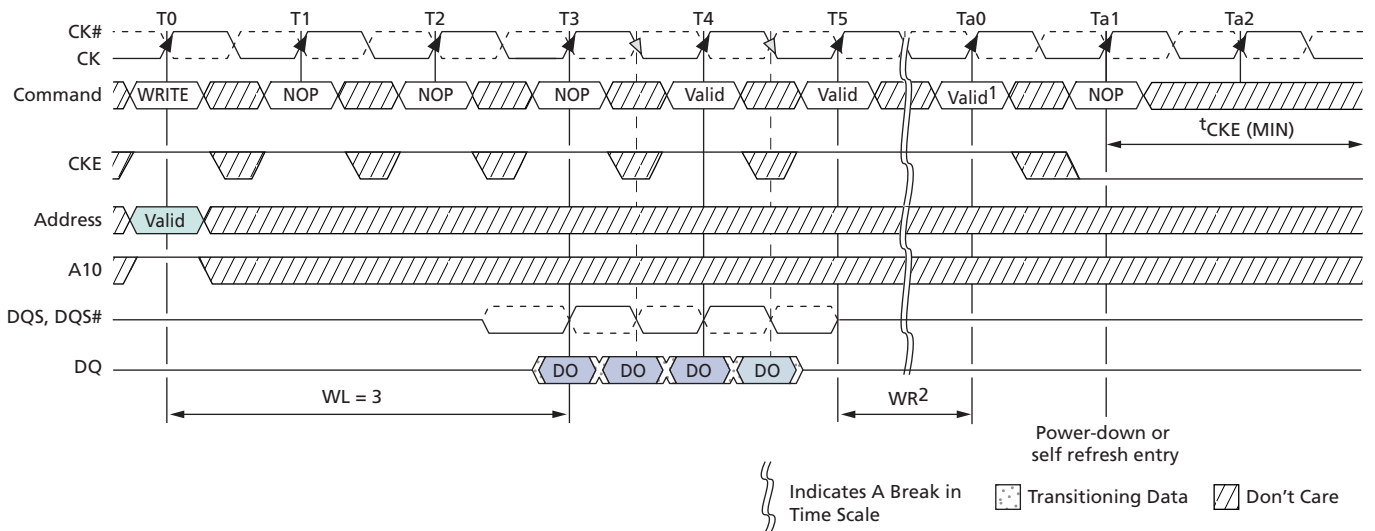 T0 T1 T2 T3 T4 T5 Ta0 Ta1 Ta2
CK#
CK
Command WRITE NOP NOP NOP Valid Valid Valid1 NOP
tCKE (MIN)
CKE
Address Valid
A10
DQS, DQS#
DQ DO DO DO DO
WL = 3 WR2
Power-down or
self refresh entry
Indicates A Break in
Time Scale
Transitioning Data
Don't Care